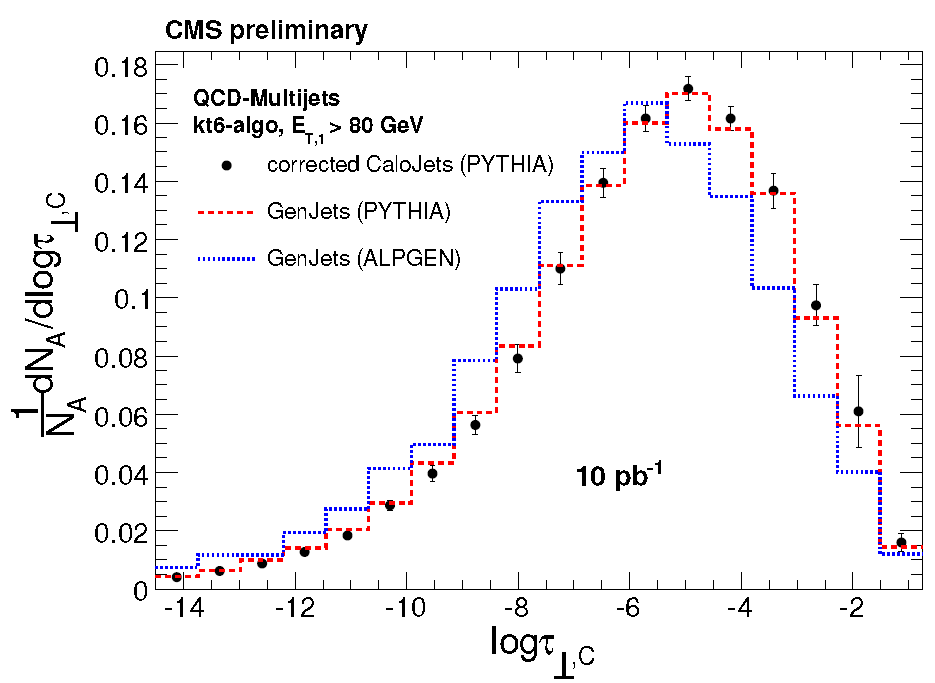 CMS preliminary
QCD-Multijets
kt6-algo, E_T,1 > 80 GeV
corrected CaloJets (PYTHIA)
GenJets (PYTHIA)
GenJets (ALPGEN)
10 pb⁻¹
1/N_A dN_A/dlogτ_⊥,C
0.18
0.16
0.14
0.12
0.1
0.08
0.06
0.04
0.02
0
-14 -12 -10 -8 -6 -4 -2
logτ_⊥,C